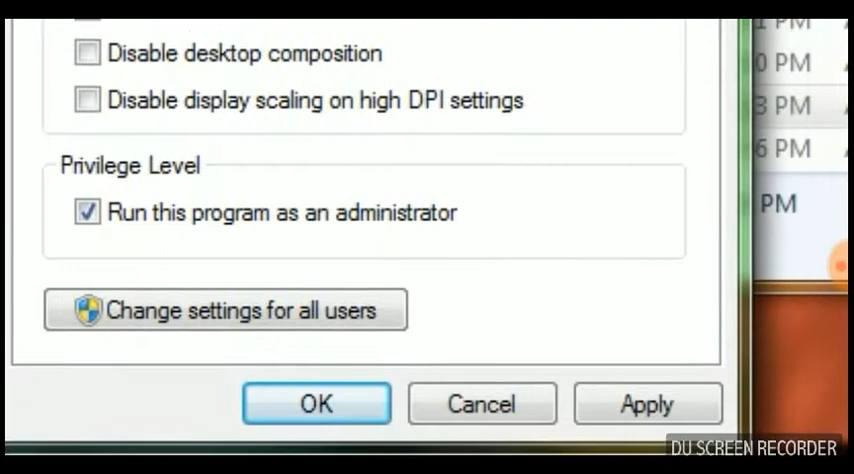 1 PM
Disable desktop composition
0 PM
Disable display scaling on high DPI settings
3 PM
6 PM
Privilege Level
PM
Run this program as an administrator
Change settings for all users
OK
Cancel
Apply
DU SCREEN RECORDER